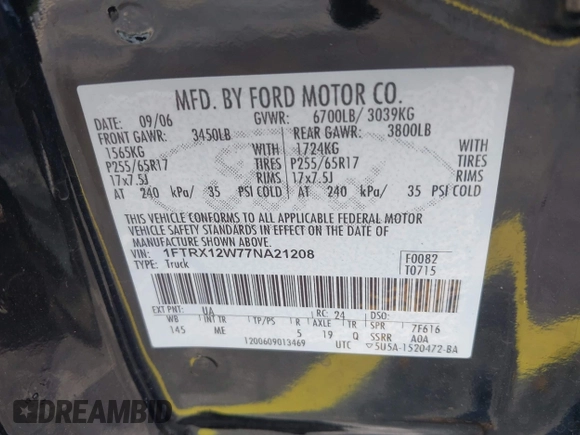 MFD. BY FORD MOTOR CO.
DATE: 09/06 GVWR: 6700LB/ 3039KG
FRONT GAWR: 3450LB REAR GAWR: 3800LB
1565KG WITH 1724KG WITH
P255/65R17 TIRES P255/65R17 TIRES
17x7.5J RIMS 17x7.5J RIMS
AT 240 kPa/ 35 PSI COLD AT 240 kPa/ 35 PSI COLD
THIS VEHICLE CONFORMS TO ALL APPLICABLE FEDERAL MOTOR
VEHICLE SAFETY STANDARDS IN EFFECT ON THE DATE OF
MANUFACTURE SHOWN ABOVE.
VIN: 1FTRX12W77NA21208 F0082
TYPE: Truck T0715
EXT PNT: UA RC: 24
WB INT TR TP/PS R AXLE TR SPR 7F616
145 ME 5 19 Q SSRR A0A
1200609013469 UTC 5U5A-1520472-BA
DREAMBID